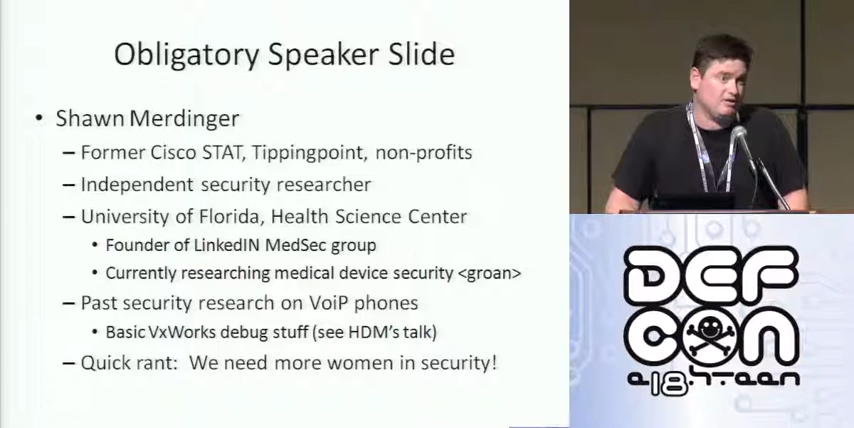 Obligatory Speaker Slide
• Shawn Merdinger
– Former Cisco STAT, Tippingpoint, non-profits
– Independent security researcher
– University of Florida, Health Science Center
• Founder of LinkedIN MedSec group
• Currently researching medical device security <groan>
– Past security research on VoiP phones
• Basic VxWorks debug stuff (see HDM's talk)
– Quick rant: We need more women in security!
DEF
CON
e18hteen